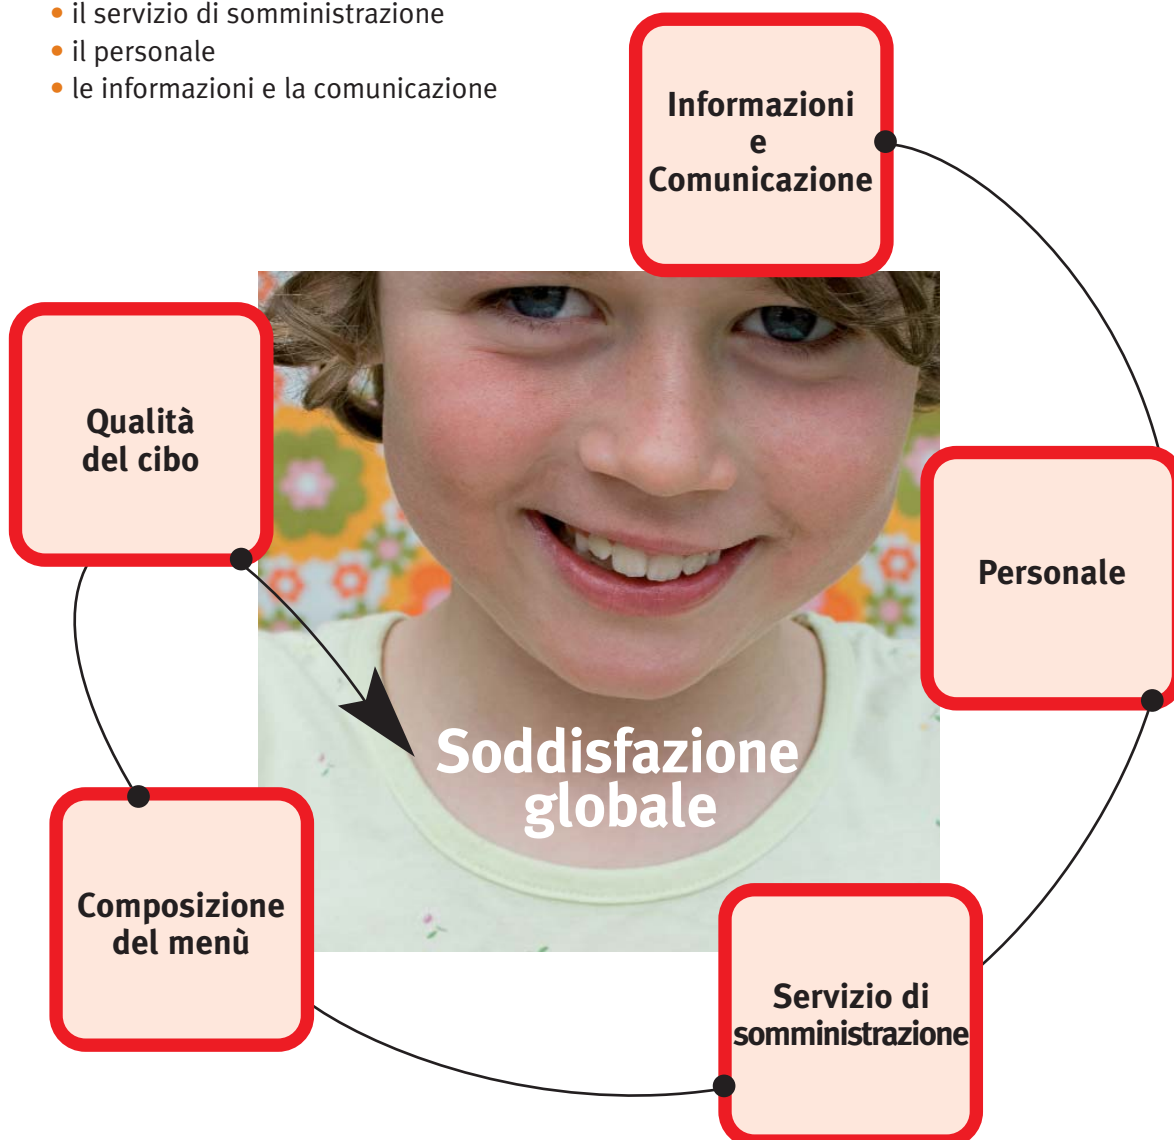 • il servizio di somministrazione
• il personale
• le informazioni e la comunicazione
Informazioni
e
Comunicazione
Qualità
del cibo
Personale
Soddisfazione
globale
Composizione
del menù
Servizio di
somministrazione